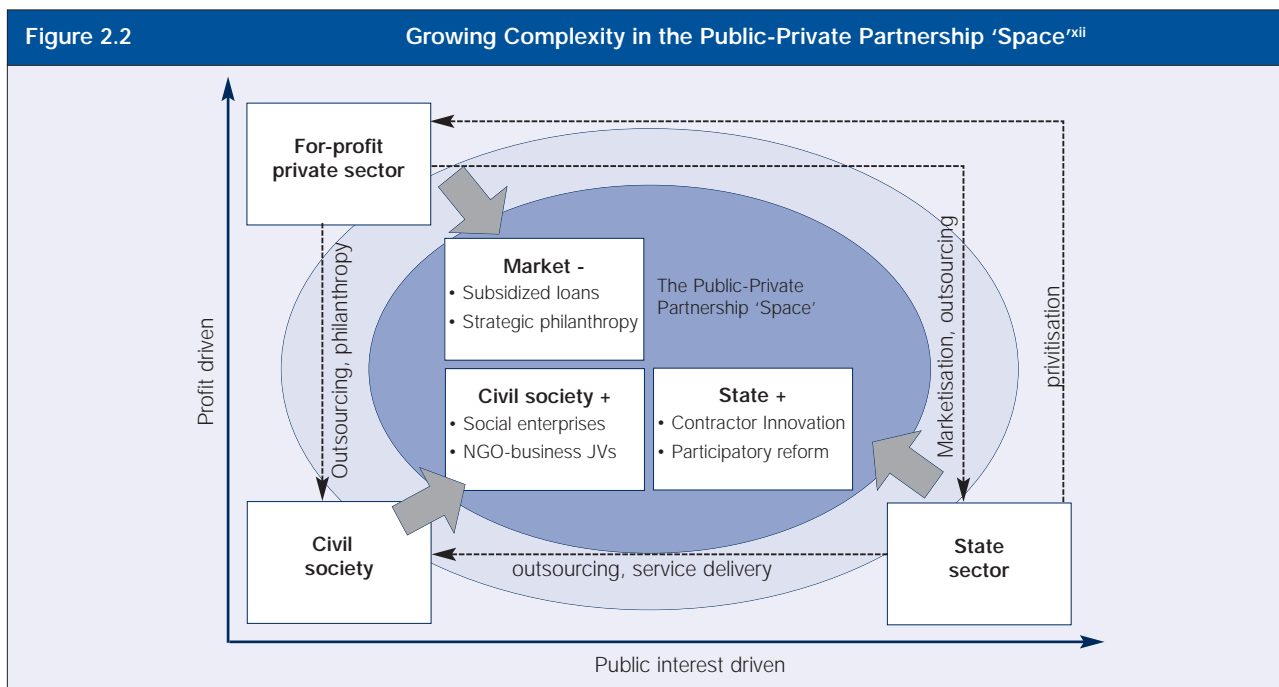 Figure 2.2
Growing Complexity in the Public-Private Partnership ‘Space’xii
For-profit
private sector
Market -
• Subsidized loans
• Strategic philanthropy
The Public-Private
Partnership ‘Space’
Civil society +
• Social enterprises
• NGO-business JVs
State +
• Contractor Innovation
• Participatory reform
Profit driven
Outsourcing, philanthropy
Marketisation, outsourcing
privitisation
Civil
society
outsourcing, service delivery
State
sector
Public interest driven